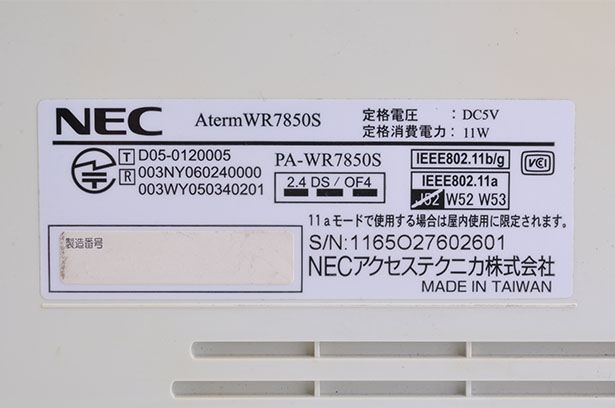 NEC AtermWR7850S
定格電圧 : DC5V
定格消費電力 : 11W
T D05-0120005
R 003NY060240000
003WY050340201
PA-WR7850S
2.4 DS / OF4
IEEE802.11b/g
IEEE802.11a
J52 W52 W53
VCCI
11aモードで使用する場合は屋内使用に限定されます。
製造番号
S/N:1165O27602601
NECアクセステクニカ株式会社
MADE IN TAIWAN